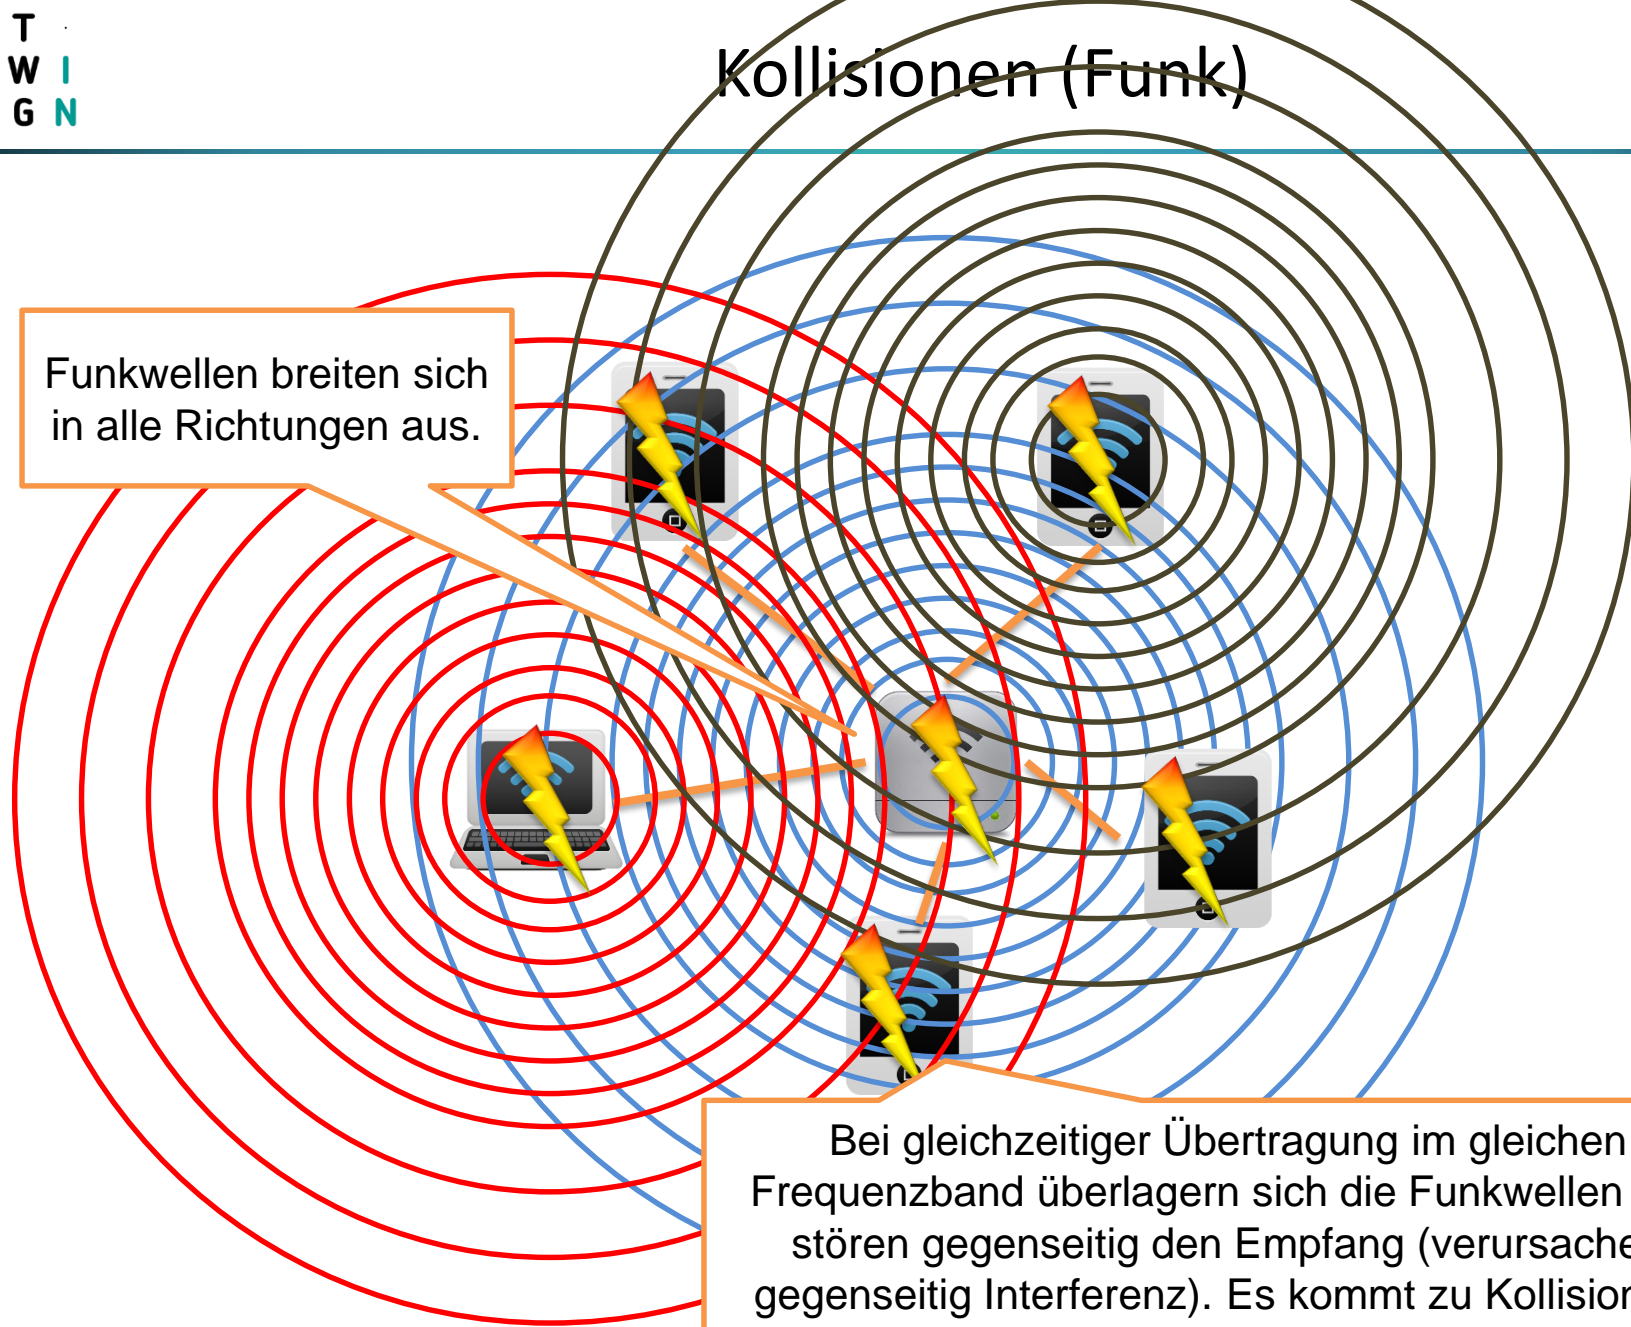 T
W I
G N
Kollisionen (Funk)
Funkwellen breiten sich
in alle Richtungen aus.
Bei gleichzeitiger Übertragung im gleichen
Frequenzband überlagern sich die Funkwellen
stören gegenseitig den Empfang (verursache
gegenseitig Interferenz). Es kommt zu Kollision